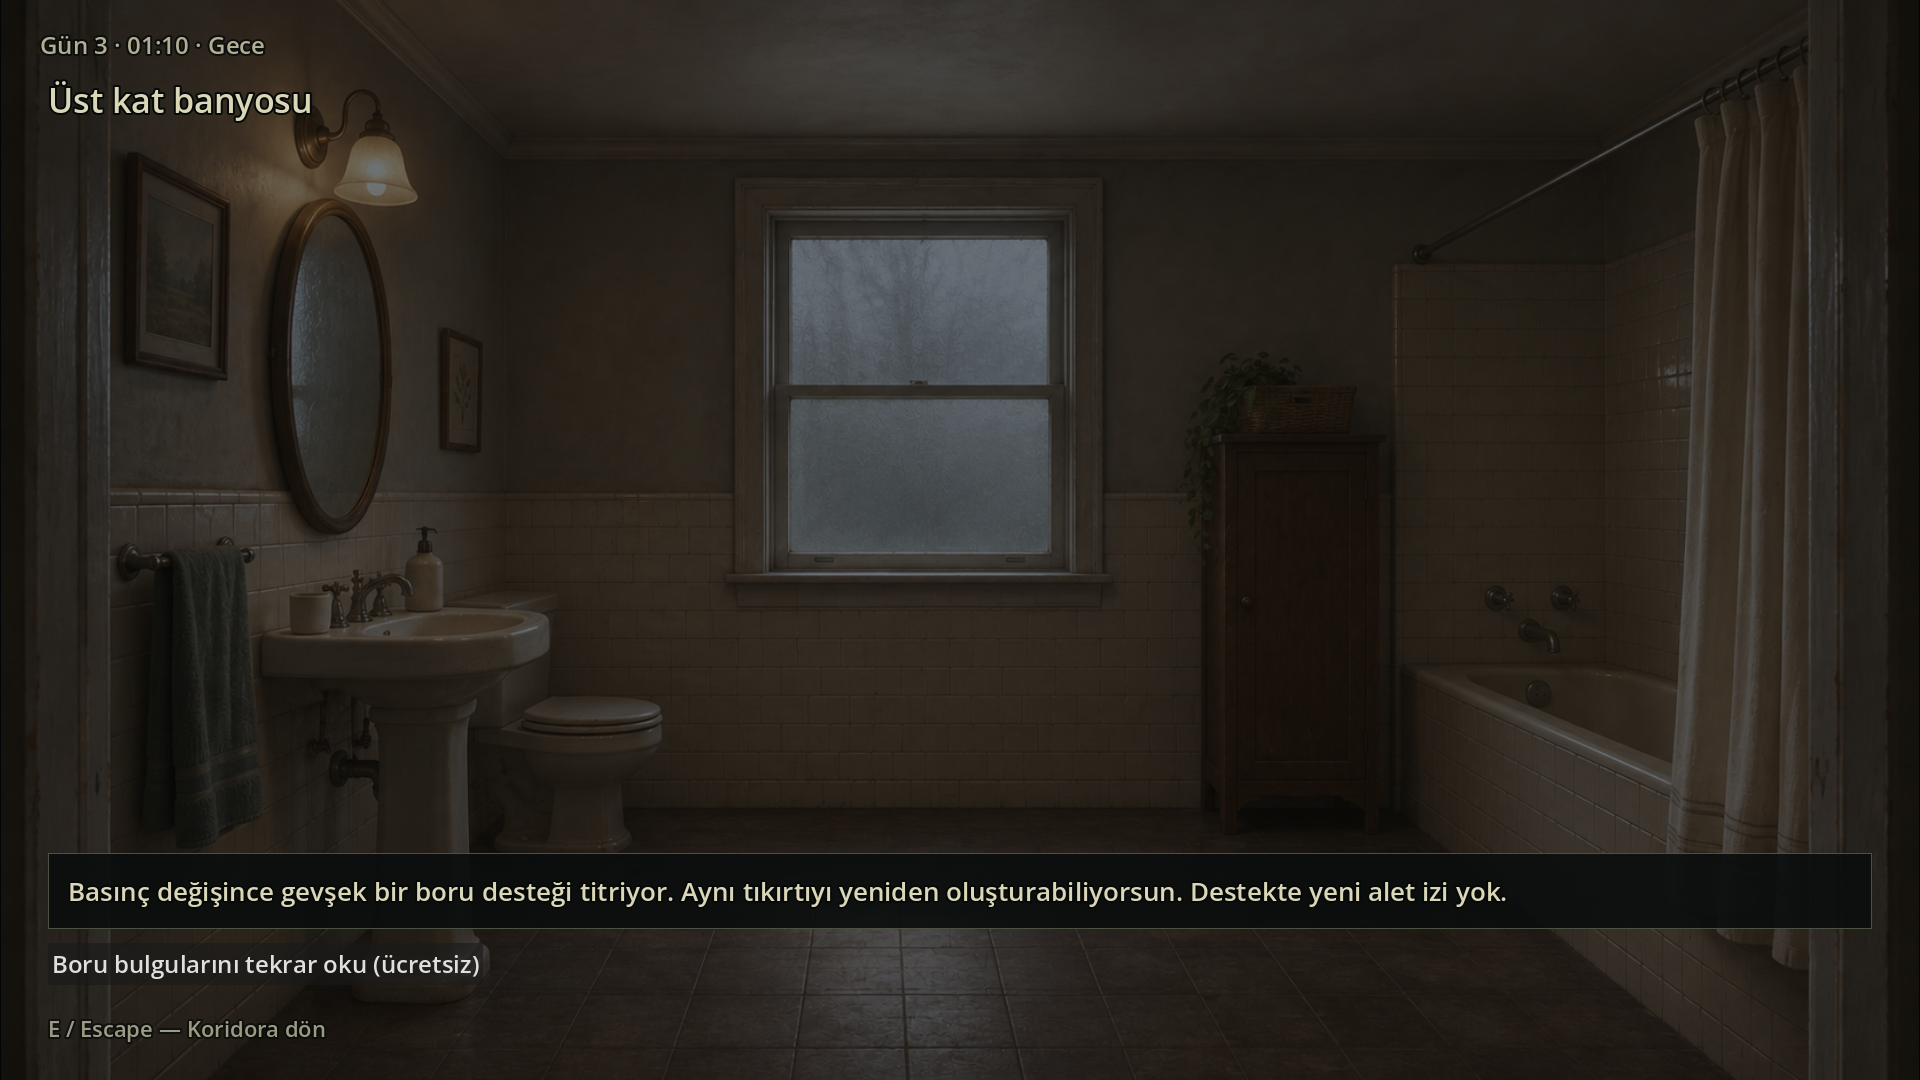 Gün 3 · 01:10 · Gece
Üst kat banyosu
Basınç değişince gevşek bir boru desteği titriyor. Aynı tıkırtıyı yeniden oluşturabiliyorsun. Destekte yeni alet izi yok.
Boru bulgularını tekrar oku (ücretsiz)
E / Escape — Koridora dön